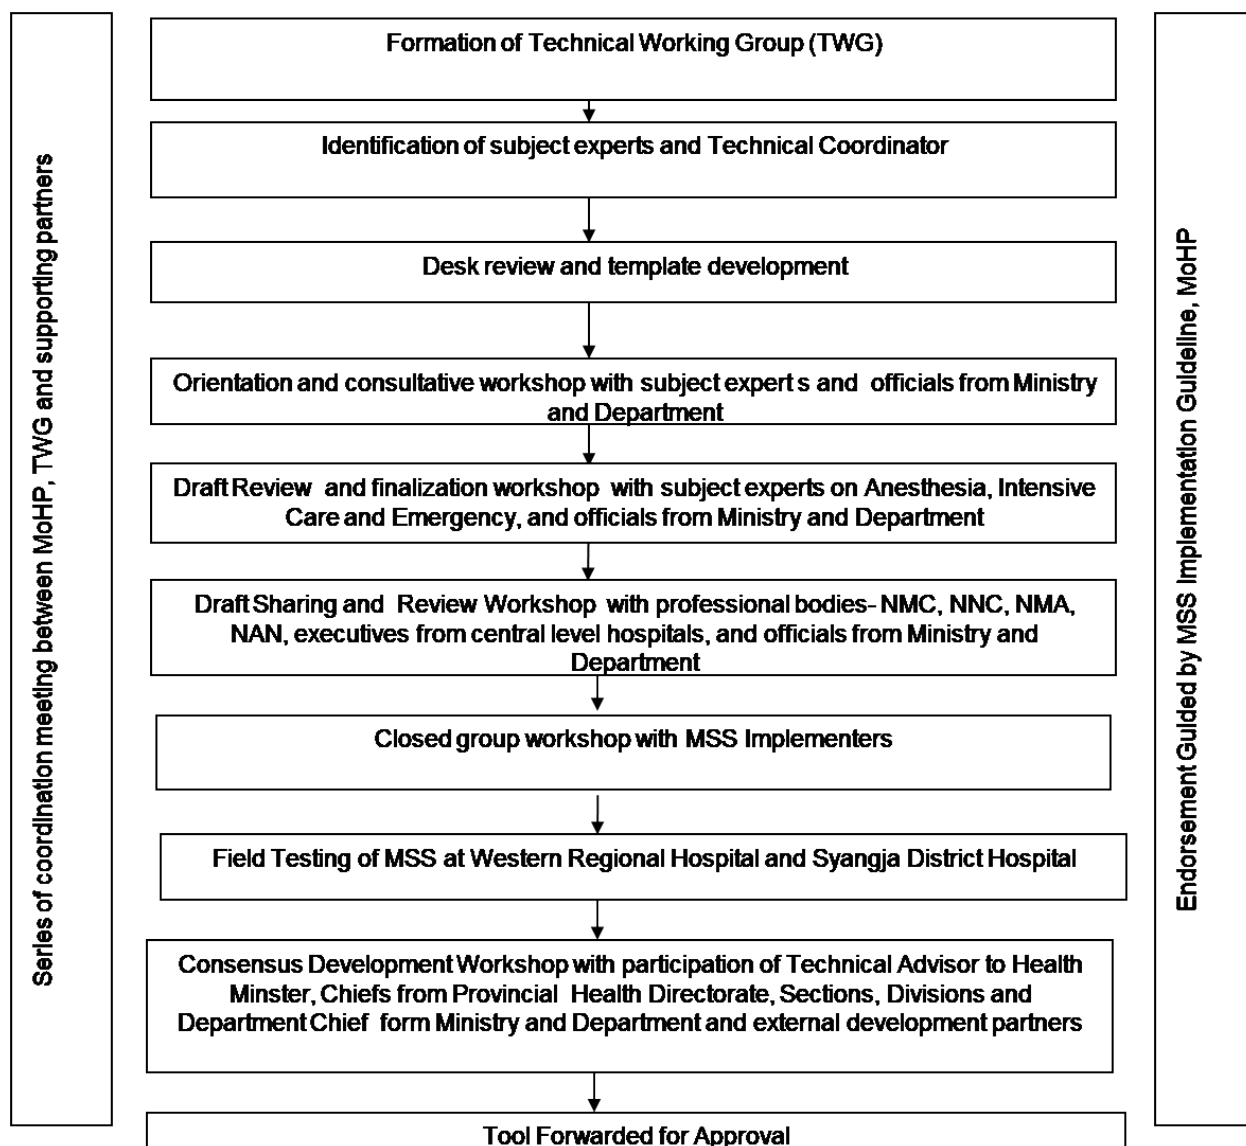 Series of coordination meeting between MoHP, TWG and supporting partners
Formation of Technical Working Group (TWG)
Identification of subject experts and Technical Coordinator
Desk review and template development
Orientation and consultative workshop with subject expert s and officials from Ministry
and Department
Draft Review and finalization workshop with subject experts on Anesthesia, Intensive
Care and Emergency, and officials from Ministry and Department
Draft Sharing and Review Workshop with professional bodies- NMC, NNC, NMA,
NAN, executives from central level hospitals, and officials from Ministry and
Department
Closed group workshop with MSS Implementers
Field Testing of MSS at Western Regional Hospital and Syangja District Hospital
Consensus Development Workshop with participation of Technical Advisor to Health
Minster, Chiefs from Provincial Health Directorate, Sections, Divisions and
Department Chief form Ministry and Department and external development partners
Tool Forwarded for Approval
Endorsement Guided by MSS Implementation Guideline, MoHP